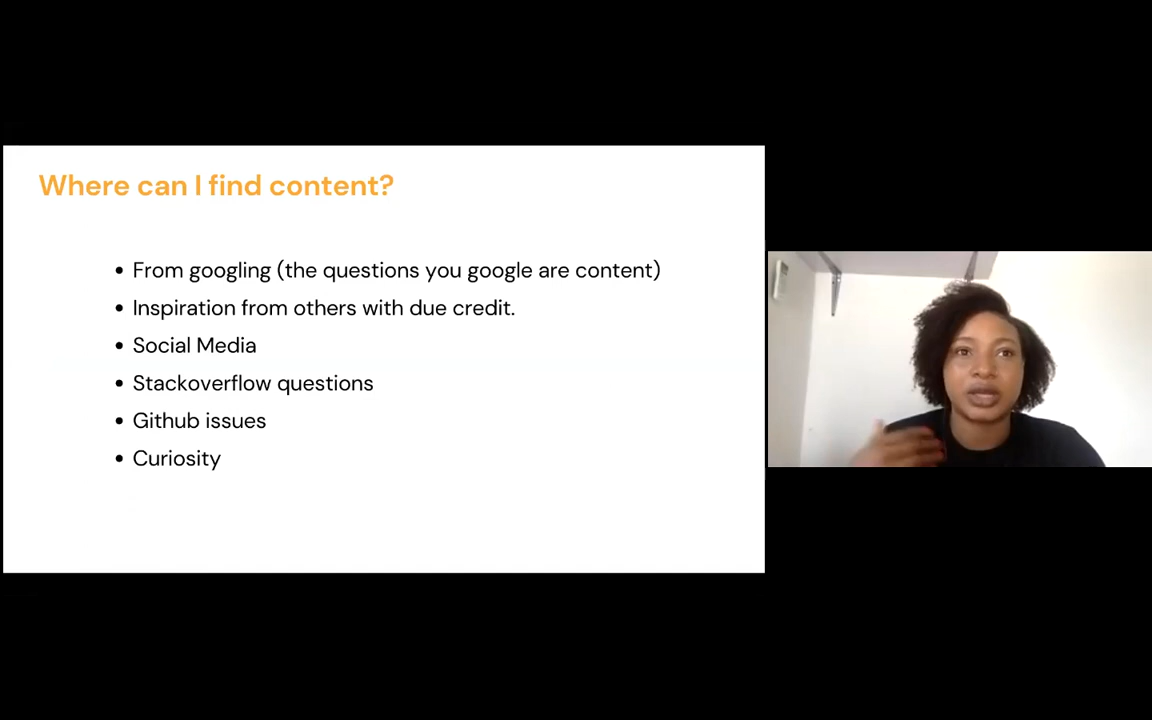 Where can I find content?
• From googling (the questions you google are content)
• Inspiration from others with due credit.
• Social Media
• Stackoverflow questions
• Github issues
• Curiosity